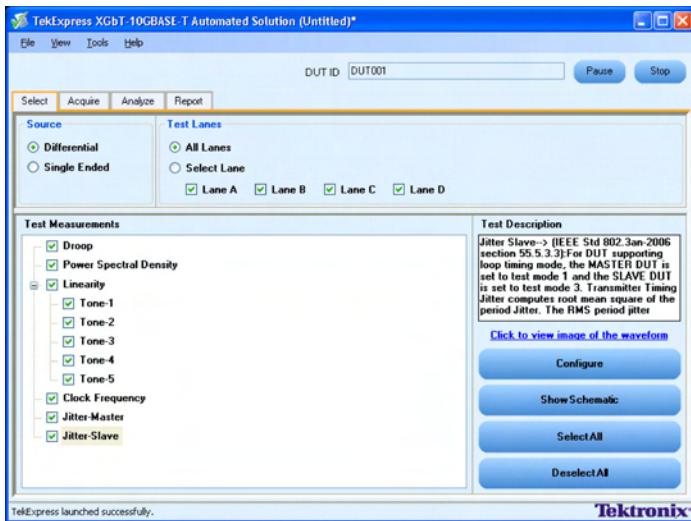 TekExpress XGbT-10GBASE-T Automated Solution (Untitled)*
File View Tools Help
DUT ID DUT001 Pause Stop
Select Acquire Analyze Report
Source
Differential
Single Ended
Test Lanes
All Lanes
Select Lane
Lane A Lane B Lane C Lane D
Test Measurements
Droop
Power Spectral Density
Linearity
Tone-1
Tone-2
Tone-3
Tone-4
Tone-5
Clock Frequency
Jitter-Master
Jitter-Slave
Test Description
Jitter Slave--> (IEEE Std 802.3an-2006
section 55.5.3.3):For DUT supporting
loop timing mode, the MASTER DUT is
set to test mode 1 and the SLAVE DUT
is set to test mode 3. Transmitter Timing
Jitter computes root mean square of the
period Jitter. The RMS period jitter
Click to view image of the waveform
Configure
Show Schematic
Select All
Deselect All
TekExpress launched successfully.
Tektronix